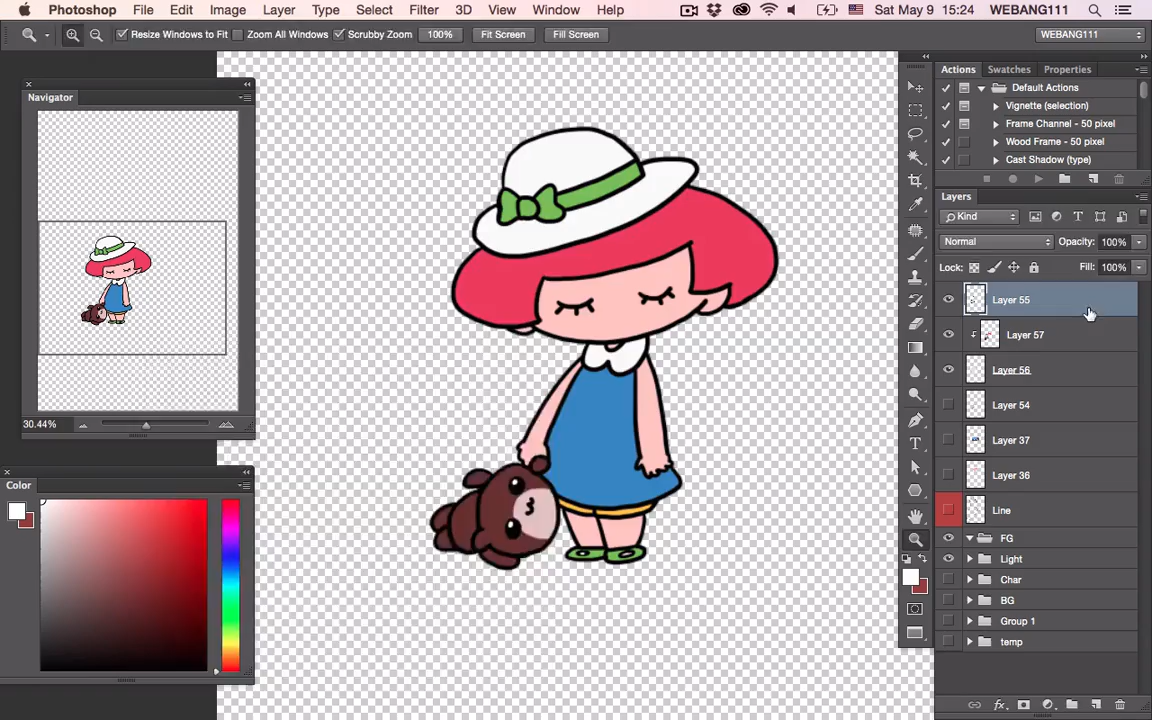 Photoshop File Edit Image Layer Type Select Filter 3D View Window Help Sat May 9 15:24 WEBANG111
Resize Windows to Fit Zoom All Windows Scrubby Zoom 100% Fit Screen Fill Screen WEBANG111
Navigator
30.44%
Color
Actions Swatches Properties
Default Actions
Vignette (selection)
Frame Channel - 50 pixel
Wood Frame - 50 pixel
Cast Shadow (type)
Layers
Kind
Normal Opacity: 100%
Lock: Fill: 100%
Layer 55
Layer 57
Layer 56
Layer 54
Layer 37
Layer 36
Line
FG
Light
Char
BG
Group 1
temp